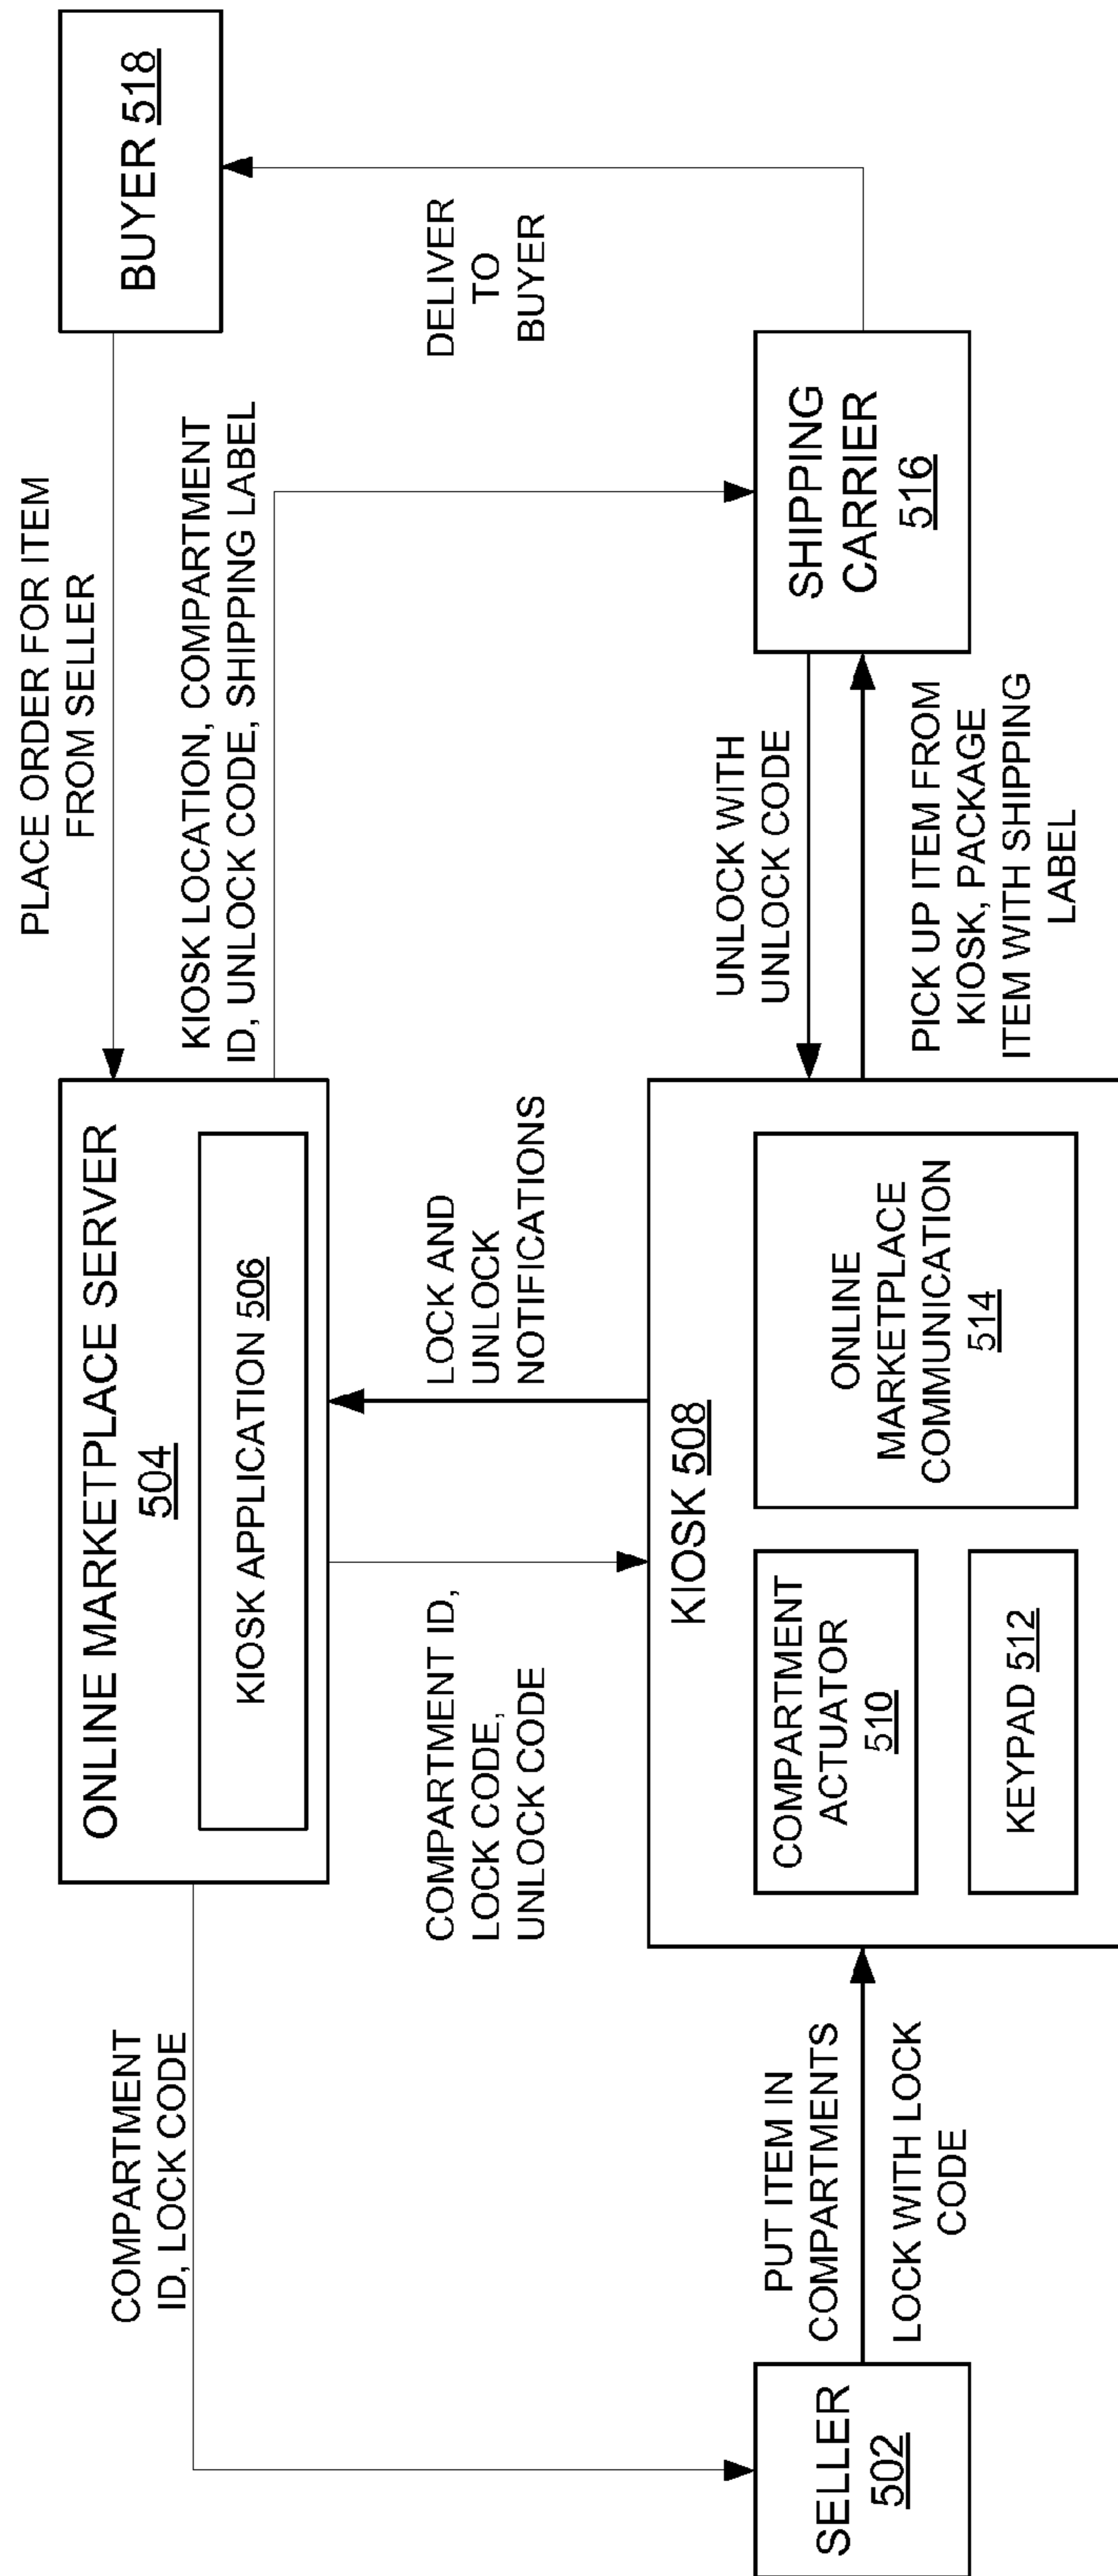 PLACE ORDER FOR ITEM
FROM SELLER
BUYER 518
ONLINE MARKETPLACE SERVER
504
KIOSK APPLICATION 506
COMPARTMENT
ID, LOCK CODE
KIOSK LOCATION, COMPARTMENT
ID, UNLOCK CODE, SHIPPING LABEL
COMPARTMENT ID,
LOCK CODE,
UNLOCK CODE
LOCK AND
UNLOCK
NOTIFICATIONS
DELIVER
TO
BUYER
SELLER
502
PUT ITEM IN
COMPARTMENTS
LOCK WITH LOCK
CODE
KIOSK 508
COMPARTMENT
ACTUATOR
510
KEYPAD 512
ONLINE
MARKETPLACE
COMMUNICATION
514
UNLOCK WITH
UNLOCK CODE
PICK UP ITEM FROM
KIOSK, PACKAGE
ITEM WITH SHIPPING
LABEL
SHIPPING
CARRIER
516